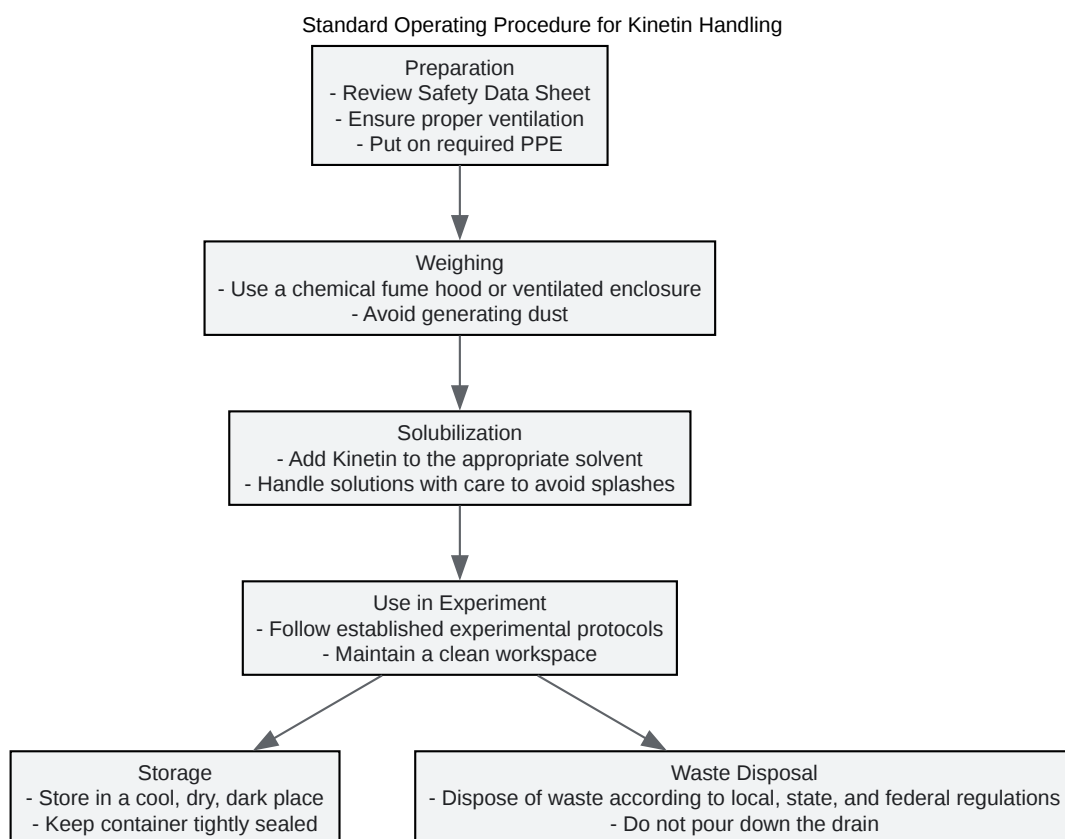 Standard Operating Procedure for Kinetin Handling
Preparation
- Review Safety Data Sheet
- Ensure proper ventilation
- Put on required PPE
Weighing
- Use a chemical fume hood or ventilated enclosure
- Avoid generating dust
Solubilization
- Add Kinetin to the appropriate solvent
- Handle solutions with care to avoid splashes
Use in Experiment
- Follow established experimental protocols
- Maintain a clean workspace
Storage
- Store in a cool, dry, dark place
- Keep container tightly sealed
Waste Disposal
- Dispose of waste according to local, state, and federal regulations
- Do not pour down the drain